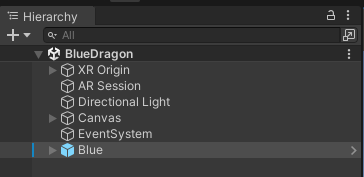 Hierarchy
All
BlueDragon
XR Origin
AR Session
Directional Light
Canvas
EventSystem
Blue